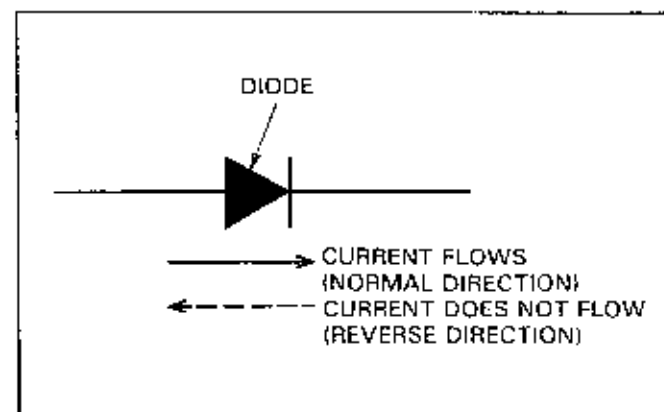 DIODE
CURRENT FLOWS
(NORMAL DIRECTION)
CURRENT DOES NOT FLOW
(REVERSE DIRECTION)